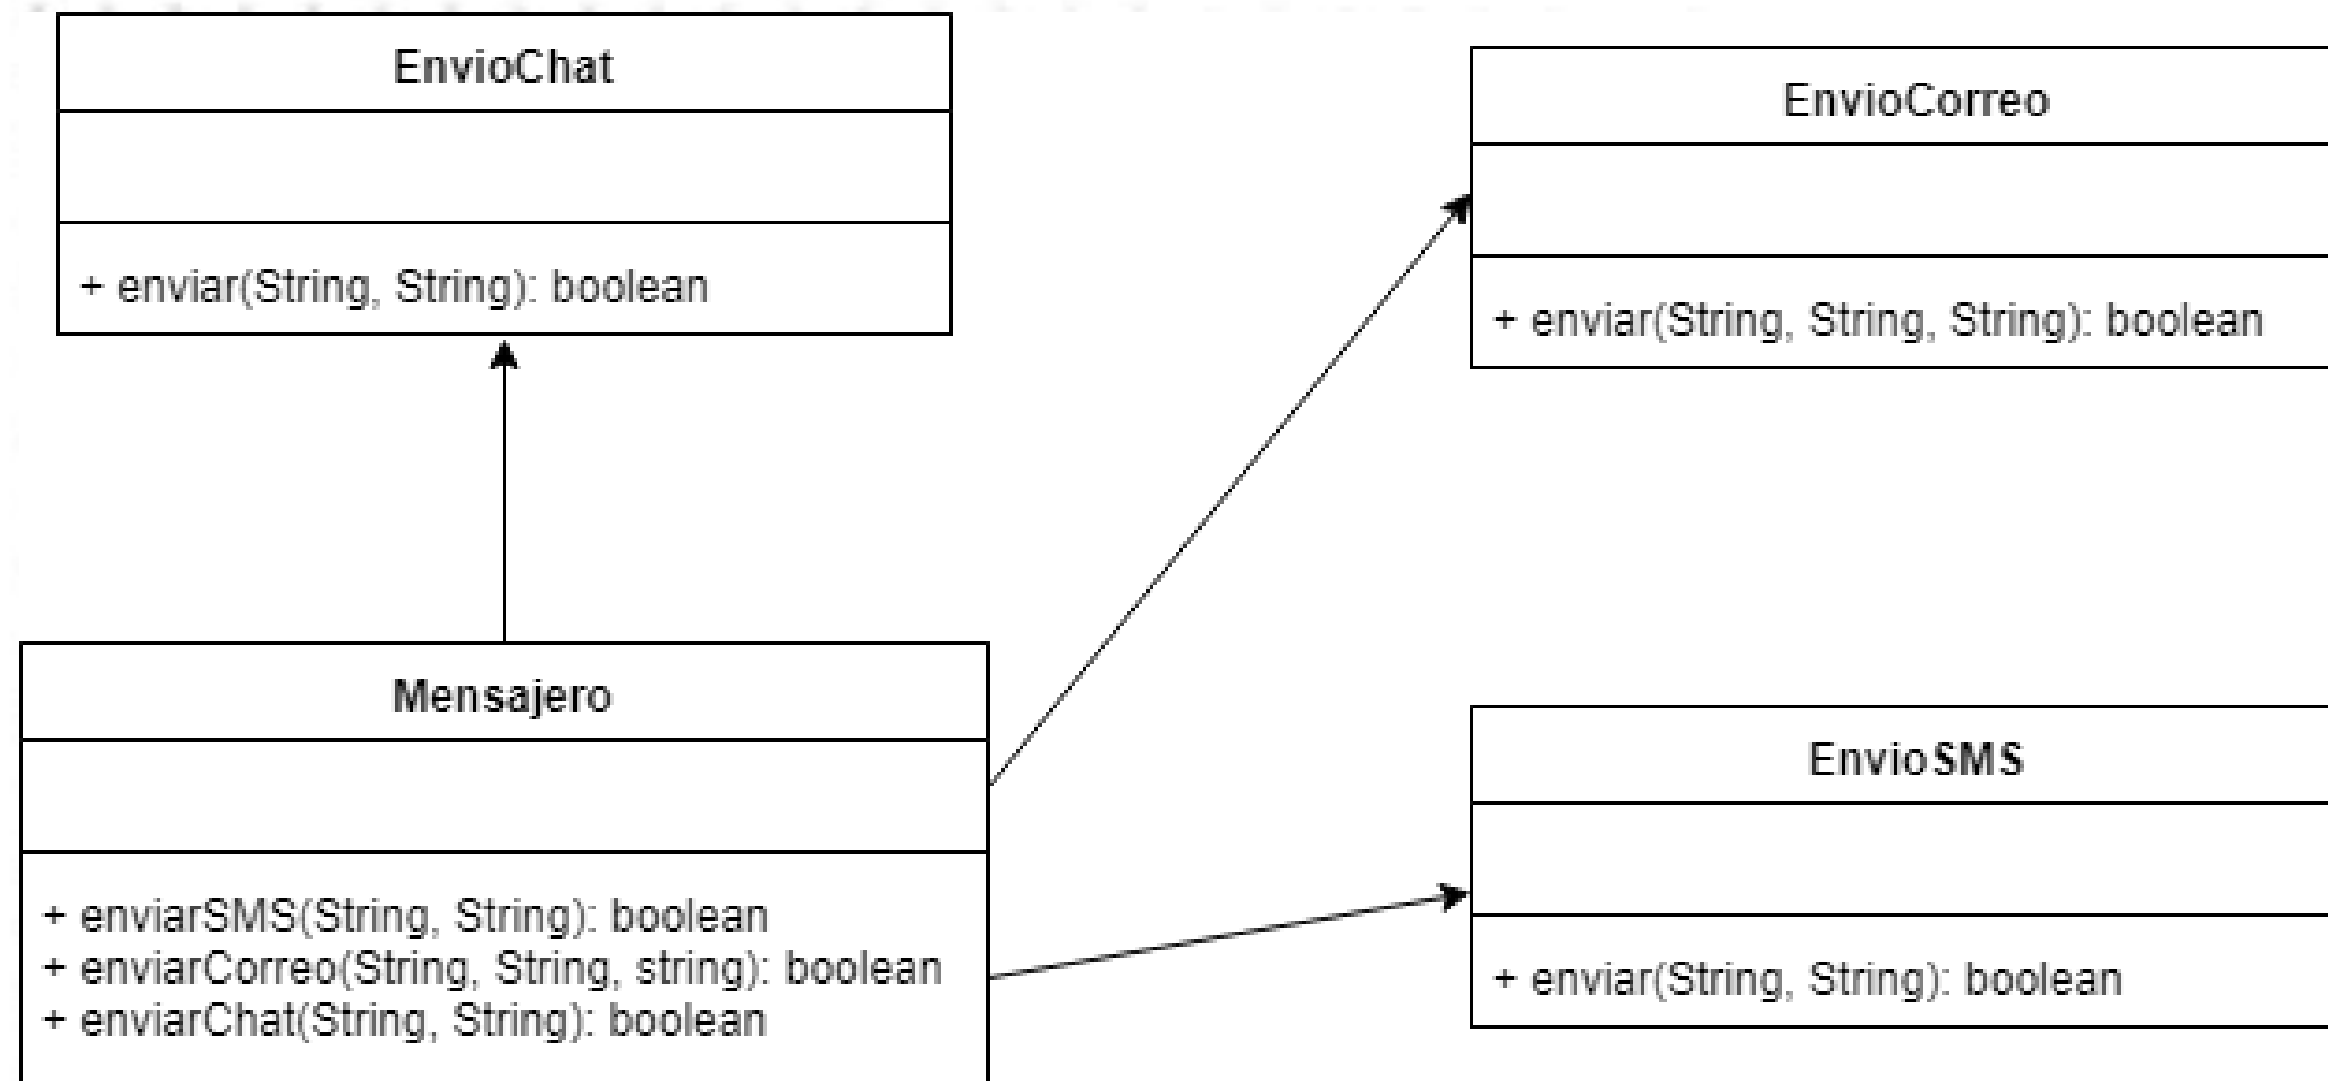 EnvioChat
+ enviar(String, String): boolean
EnvioCorreo
+ enviar(String, String, String): boolean
Mensajero
+ enviarSMS(String, String): boolean
+ enviarCorreo(String, String, string): boolean
+ enviarChat(String, String): boolean
EnvioSMS
+ enviar(String, String): boolean